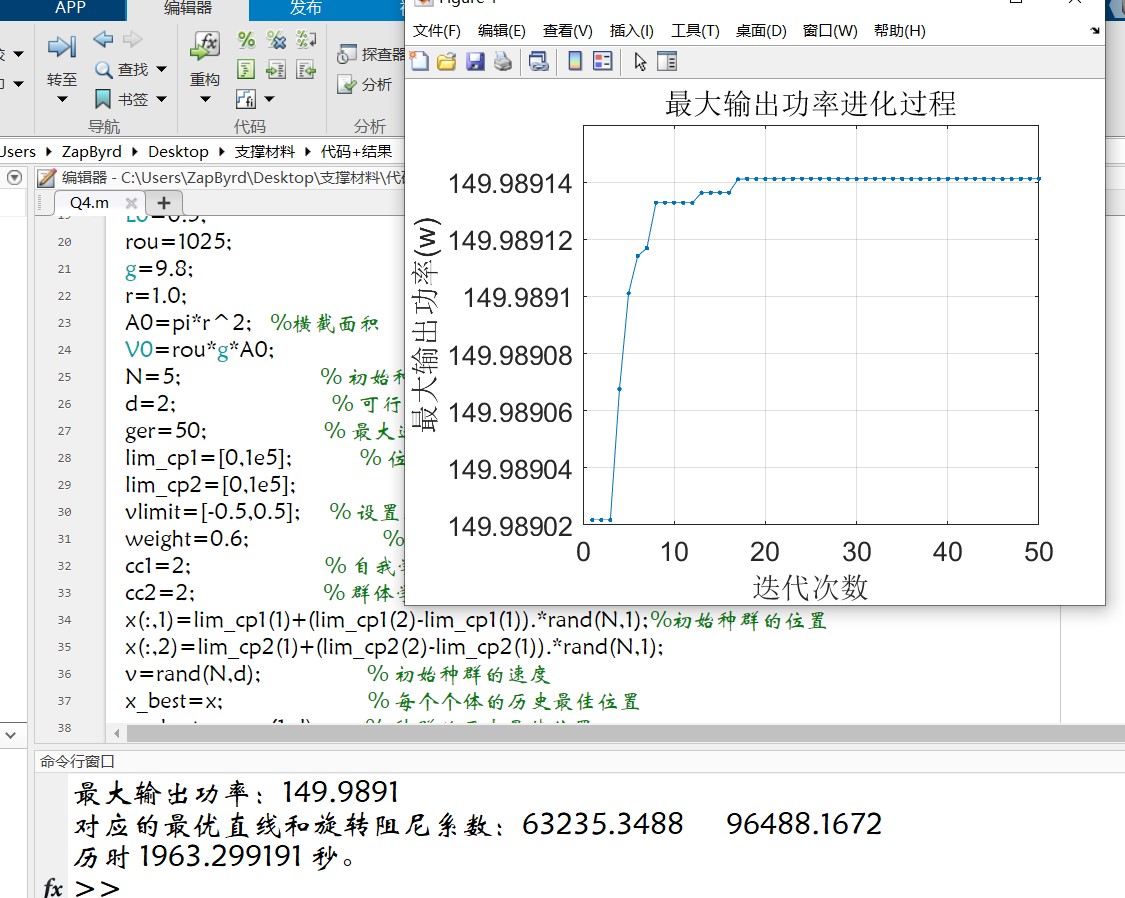 APP 编辑器 发布
文件(F) 编辑(E) 查看(V) 插入(I) 工具(T) 桌面(D) 窗口(W) 帮助(H)
转至 查找 书签 重构 探查器 分析
导航 代码 分析
Users ZapByrd Desktop 支撑材料 代码+结果
编辑器 - C:\Users\ZapByrd\Desktop\支撑材料\代
Q4.m
20 rou=1025;
21 g=9.8;
22 r=1.0;
23 A0=pi*r^2; %横截面积
24 V0=rou*g*A0;
25 N=5; % 初始
26 d=2; % 可行
27 ger=50; % 最大
28 lim_cp1=[0,1e5]; % 位
29 lim_cp2=[0,1e5];
30 vlimit=[-0.5,0.5]; % 设置
31 weight=0.6; %
32 cc1=2; % 自我
33 cc2=2; % 群体
34 x(:,1)=lim_cp1(1)+(lim_cp1(2)-lim_cp1(1)).*rand(N,1);%初始种群的位置
35 x(:,2)=lim_cp2(1)+(lim_cp2(2)-lim_cp2(1)).*rand(N,1);
36 v=rand(N,d); % 初始种群的速度
37 x_best=x; % 每个个体的历史最佳位置
38
最大输出功率进化过程
最大输出功率(w)
149.98914
149.98912
149.9891
149.98908
149.98906
149.98904
149.98902
0 10 20 30 40 50
迭代次数
命令行窗口
最大输出功率：149.9891
对应的最优直线和旋转阻尼系数：63235.3488 96488.1672
历时 1963.299191 秒。
fx >>